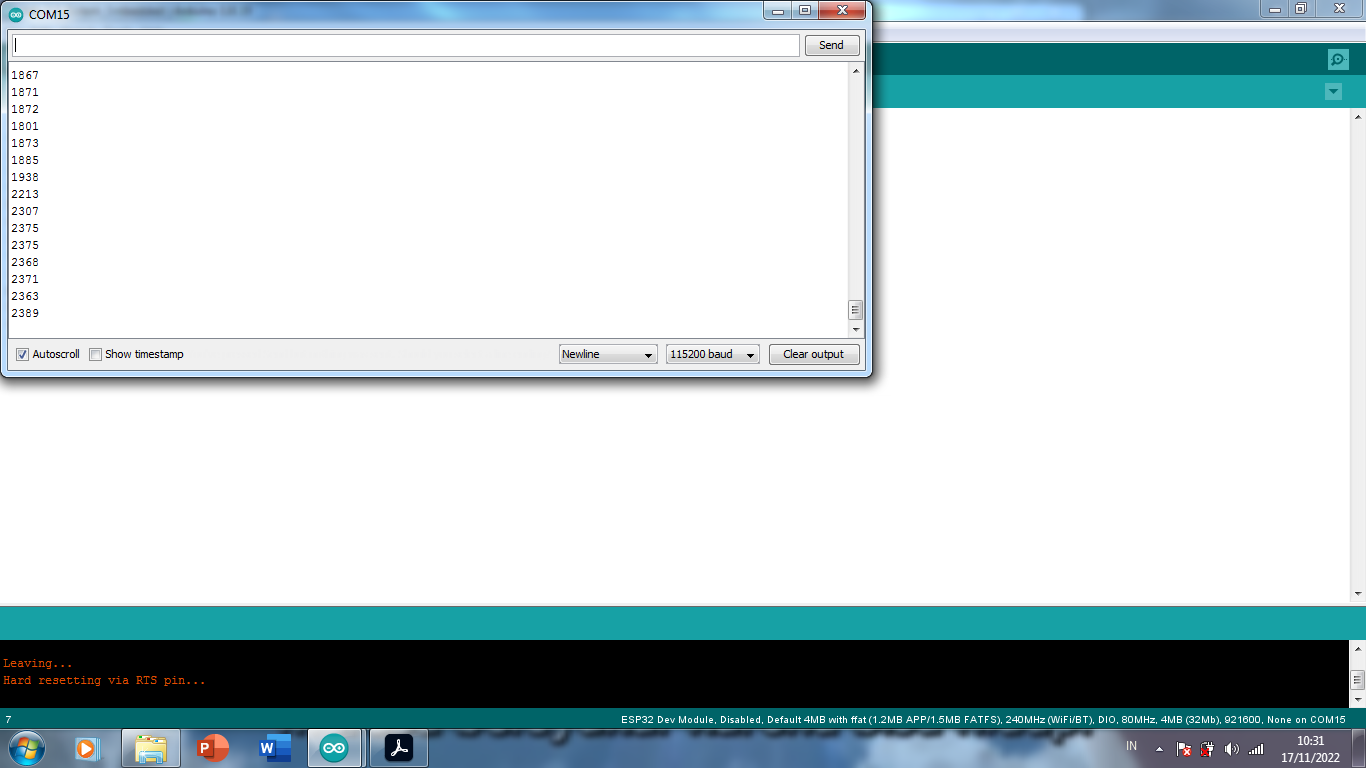 COM15
Send
1867
1871
1872
1801
1873
1885
1938
2213
2307
2375
2375
2368
2371
2363
2389
Autoscroll Show timestamp Newline 115200 baud Clear output
Leaving...
Hard resetting via RTS pin...
7 ESP32 Dev Module, Disabled, Default 4MB with ffat (1.2MB APP/1.5MB FATFS), 240MHz (WiFi/BT), DIO, 80MHz, 4MB (32Mb), 921600, None on COM15
IN 10:31
17/11/2022